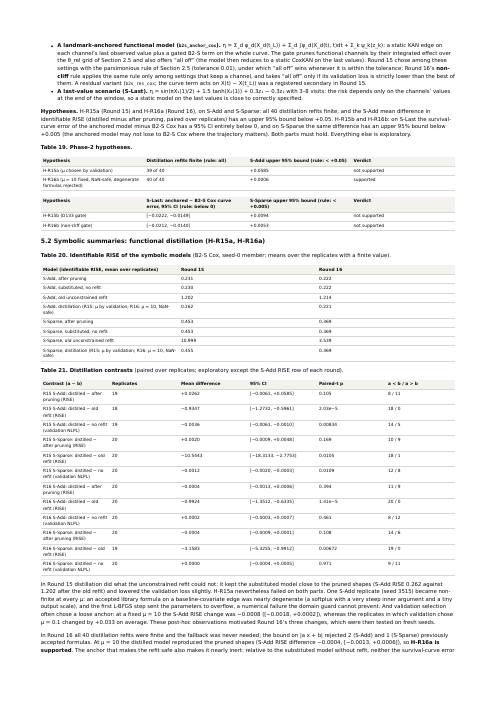 • A landmark-anchored functional model (b2s_anchor_cox). η = Σ_d φ_d(X_d(t_L)) + Σ_d ∫φ_d(X_d(t), t)dt + Σ_k ψ_k(z_k): a static KAN edge on
each channel's last observed value plus a gated B2-S term on the whole curve. The gate prunes functional channels by their integrated effect over
the θ_rel grid of Section 2.5 and also offers "all off" (the model then reduces to a static CoxKAN on the last values). Round 15 chose among
these settings with the parsimonious rule of Section 2.5 (tolerance 0.01), under which "all off" wins whenever it is within the tolerance; Round 16's non-
cliff rule applies the same rule only among settings that keep a channel, and takes "all off" only if its validation loss is strictly lower than the best of
them. A residual variant (b2s_res_cox; the curve term acts on X(t) − X(t_L)) was a registered secondary in Round 15.
• A last-value scenario (S-Last). η = sin(πX₁(1)/2) + 1.5 tanh(X₂(1)) + 0.3z₁ − 0.3z₂ with 3–8 visits: the risk depends only on the channels' values
at the end of the window, so a static model on the last value is close to correctly specified.
Hypotheses. H-R15a (Round 15) and H-R16a (Round 16), on S-Add and S-Sparse: all 40 distillation refits finite, and the S-Add mean difference in
identifiable RISE (distilled minus after pruning, paired over replicates) has an upper 95% bound below +0.05. H-R15b and H-R16b: on S-Last the survival-
curve error of the anchored model minus B2-S Cox has a 95% CI entirely below 0, and on S-Sparse the same difference has an upper 95% bound below
+0.005 (the anchored model may not lose to B2-S Cox where the trajectory matters). Both parts must hold. Everything else is exploratory.
Table 19. Phase-2 hypotheses.
Hypothesis Distillation refits finite (rule: all) S-Add upper 95% bound (rule: < +0.05) Verdict
H-R15a (μ chosen by validation) 39 of 40 +0.0585 not supported
H-R16a (μ = 10 fixed, NaN-safe, degenerate
formulas rejected) 40 of 40 +0.0006 supported
Hypothesis S-Last: anchored − B2-S Cox curve
error, 95% CI (rule: below 0) S-Sparse upper 95% bound (rule: <
+0.005) Verdict
H-R15b (D133 gate) [−0.0222, −0.0149] +0.0094 not supported
H-R16b (non-cliff gate) [−0.0212, −0.0140] +0.0053 not supported
5.2 Symbolic summaries: functional distillation (H-R15a, H-R16a)
Table 20. Identifiable RISE of the symbolic models (B2-S Cox, seed-0 member; means over the replicates with a finite value).
Model (identifiable RISE, mean over replicates) Round 15 Round 16
S-Add, after pruning 0.231 0.222
S-Add, substituted, no refit 0.230 0.222
S-Add, old unconstrained refit 1.202 1.214
S-Add, distillation (R15: μ by validation; R16: μ = 10, NaN-
safe) 0.262 0.221
S-Sparse, after pruning 0.453 0.369
S-Sparse, substituted, no refit 0.453 0.369
S-Sparse, old unconstrained refit 10.999 3.539
S-Sparse, distillation (R15: μ by validation; R16: μ = 10, NaN-
safe) 0.455 0.369
Table 21. Distillation contrasts (paired over replicates; exploratory except the S-Add RISE row of each round).
Contrast (a − b) Replicates Mean difference 95% CI Paired-t p a < b / a > b
R15 S-Add: distilled − after
pruning (RISE) 19 +0.0262 [−0.0061, +0.0585] 0.105 8 / 11
R15 S-Add: distilled − old
refit (RISE) 18 −0.9347 [−1.2732, −0.5961] 2.03e−5 18 / 0
R15 S-Add: distilled − no refit
(validation NLPL) 19 −0.0036 [−0.0061, −0.0010] 0.00834 14 / 5
R15 S-Sparse: distilled −
after pruning (RISE) 20 +0.0020 [−0.0009, +0.0048] 0.169 10 / 9
R15 S-Sparse: distilled − old
refit (RISE) 20 −10.5443 [−18.3133, −2.7753] 0.0105 18 / 1
R15 S-Sparse: distilled − no
refit (validation NLPL) 20 −0.0012 [−0.0020, −0.0003] 0.0109 12 / 8
R16 S-Add: distilled − after
pruning (RISE) 20 −0.0004 [−0.0013, +0.0006] 0.394 11 / 9
R16 S-Add: distilled − old
refit (RISE) 20 −0.9924 [−1.3512, −0.6335] 1.41e−5 20 / 0
R16 S-Add: distilled − no refit
(validation NLPL) 20 +0.0002 [−0.0003, +0.0007] 0.461 8 / 12
R16 S-Sparse: distilled −
after pruning (RISE) 20 −0.0004 [−0.0009, +0.0001] 0.108 14 / 6
R16 S-Sparse: distilled − old
refit (RISE) 19 −3.1583 [−5.3255, −0.9912] 0.00672 19 / 0
R16 S-Sparse: distilled − no
refit (validation NLPL) 20 +0.0000 [−0.0004, +0.0005] 0.971 9 / 11
In Round 15 distillation did what the unconstrained refit could not: it kept the substituted model close to the pruned shapes (S-Add RISE 0.262 against
1.202 after the old refit) and lowered the validation loss slightly. H-R15a nevertheless failed on both parts. One S-Add replicate (seed 3515) became non-
finite at every μ: an accepted library formula on a baseline-covariate edge was nearly degenerate (a softplus with a very steep inner argument and a tiny
output scale), and the first L-BFGS step sent the parameters to overflow, a numerical failure the domain guard cannot prevent. And validation selection
often chose a loose anchor: at a fixed μ = 10 the S-Add RISE change was −0.0008 ([−0.0018, +0.0002]), whereas the replicates in which validation chose
μ = 0.1 changed by +0.033 on average. These post-hoc observations motivated Round 16's three changes, which were then tested on fresh seeds.
In Round 16 all 40 distillation refits were finite and the fallback was never needed; the bound on |a x + b| rejected 2 (S-Add) and 1 (S-Sparse) previously
accepted formulas. At μ = 10 the distilled model reproduced the pruned shapes (S-Add RISE difference −0.0004, [−0.0013, +0.0006]), so H-R16a is
supported. The anchor that makes the refit safe also makes it nearly inert: relative to the substituted model without refit, neither the survival-curve error